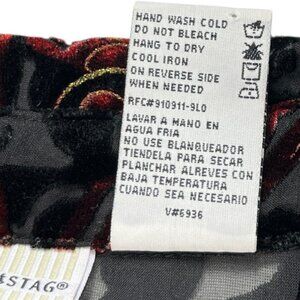 HAND WASH COLD
DO NOT BLEACH
HANG TO DRY
COOL IRON
ON REVERSE SIDE
WHEN NEEDED
RFC#910911-9L0
LAVAR A MANO EN
AGUA FRIA
NO USE BLANQUEADOR
TIENDELA PARA SECAR
PLANCHAR ALREVES CON
BAJA TEMPERATURA
CUANDO SEA NECESARIO
V#6936
STAG®